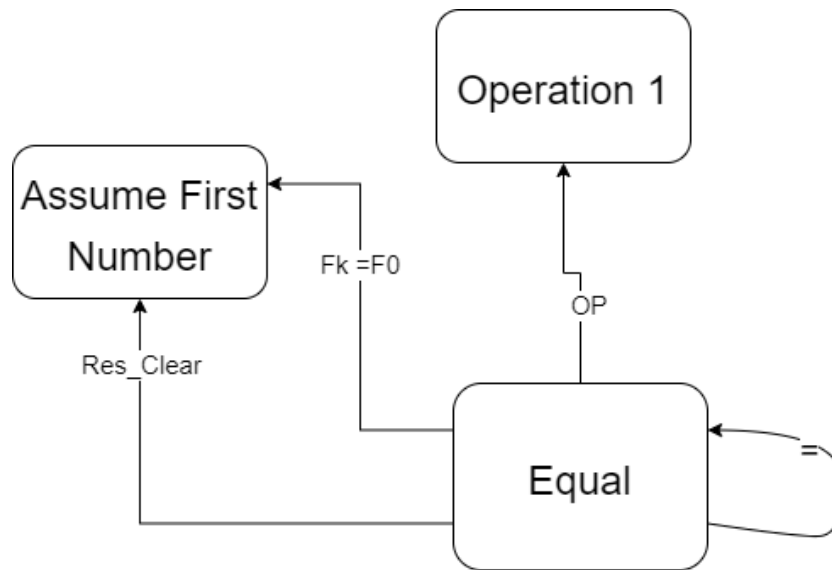 Operation 1
Assume First
Number
Fk =F0
OP
Res_Clear
=
Equal